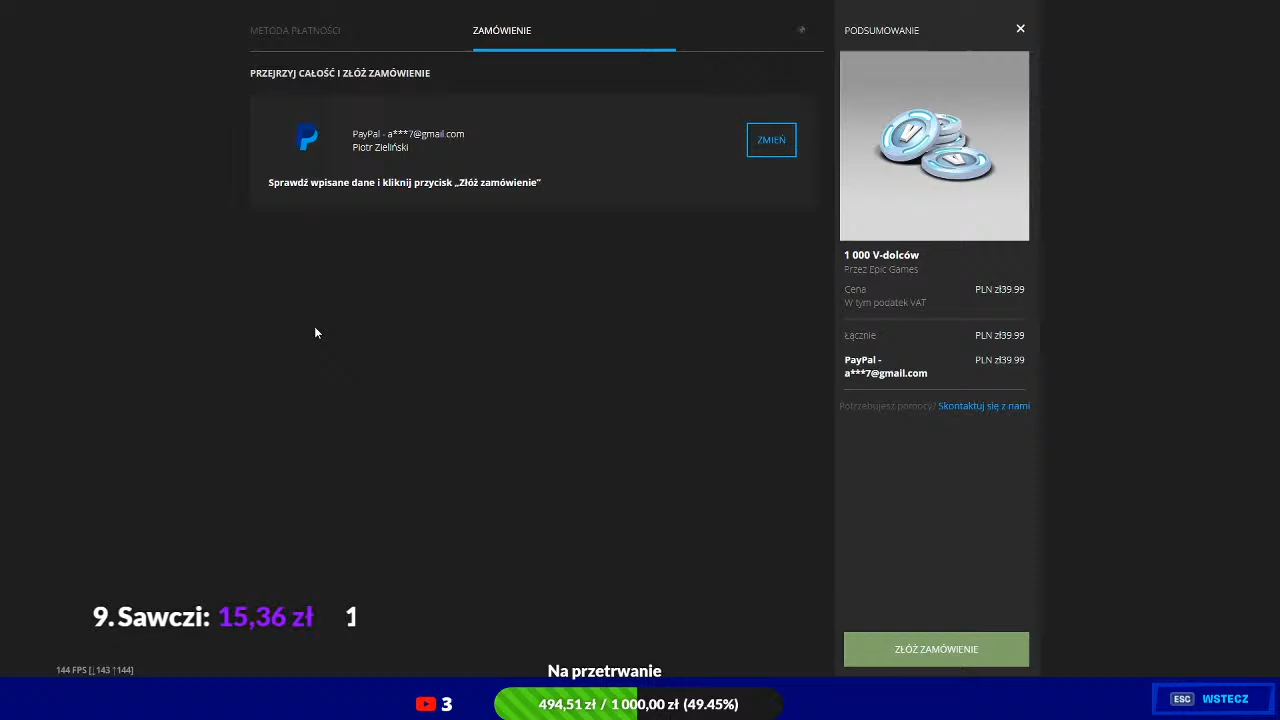 METODA PŁATNOŚCI
ZAMÓWIENIE
PRZEJRZYJ CAŁOŚĆ I ZŁÓŻ ZAMÓWIENIE
PayPal - a***7@gmail.com
Piotr Zieliński
ZMIEŃ
Sprawdź wpisane dane i kliknij przycisk „Złóż zamówienie”
PODSUMOWANIE
1 000 V-dolców
Przez Epic Games
Cena PLN zł39.99
W tym podatek VAT
Łącznie PLN zł39.99
PayPal - PLN zł39.99
a***7@gmail.com
Potrzebujesz pomocy? Skontaktuj się z nami
ZŁÓŻ ZAMÓWIENIE
9. Sawczi: 15,36 zł 1
144 FPS [↓143 ↑144]
Na przetrwanie
3
494,51 zł / 1 000,00 zł (49.45%)
ESC WSTECZ